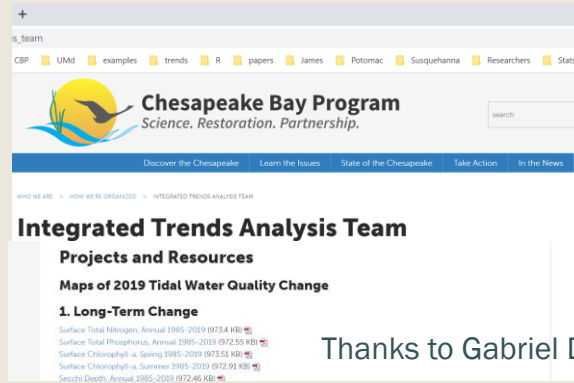 +
s_team
CBP UMd examples trends R papers James Potomac Susquehanna Researchers Stats
Chesapeake Bay Program
Science. Restoration. Partnership.
search
Discover the Chesapeake Learn the Issues State of the Chesapeake Take Action In the News
WHO WE ARE > HOW WE'RE ORGANIZED > INTEGRATED TRENDS ANALYSIS TEAM
Integrated Trends Analysis Team
Projects and Resources
Maps of 2019 Tidal Water Quality Change
1. Long-Term Change
Surface Total Nitrogen, Annual 1985-2019 (973.4 KB)
Surface Total Phosphorus, Annual 1985-2019 (972.55 KB)
Surface Chlorophyll-a, Spring 1985-2019 (973.51 KB)
Surface Chlorophyll-a, Summer 1985-2019 (972.91 KB)
Secchi Depth, Annual 1985-2019 (972.46 KB)
Thanks to Gabriel